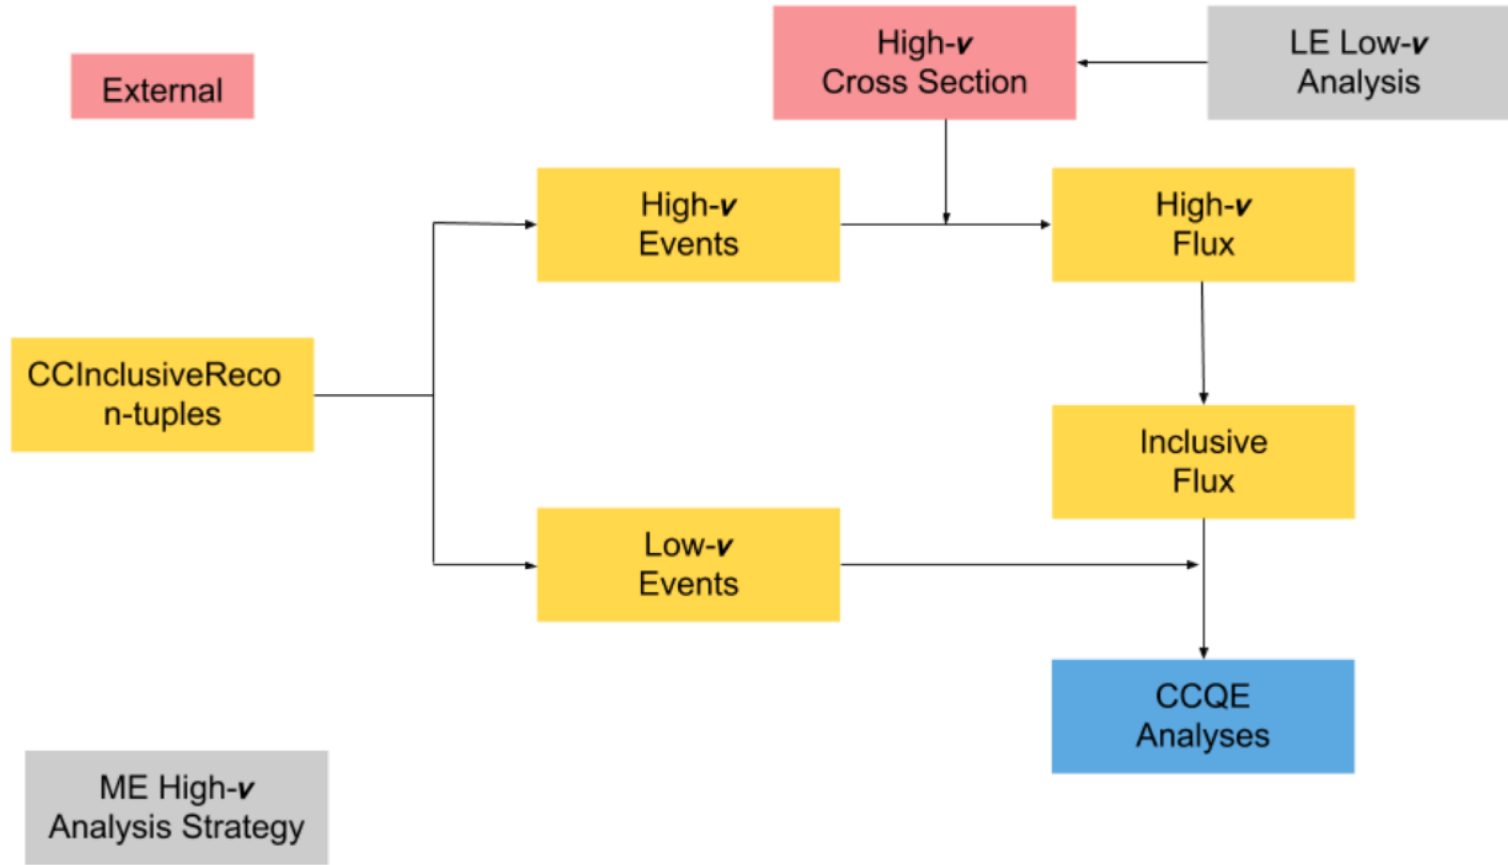 High-v
Cross Section
LE Low-v
Analysis
External
High-v
Events
High-v
Flux
CCInclusiveReco
n-tuples
Inclusive
Flux
Low-v
Events
CCQE
Analyses
ME High-v
Analysis Strategy